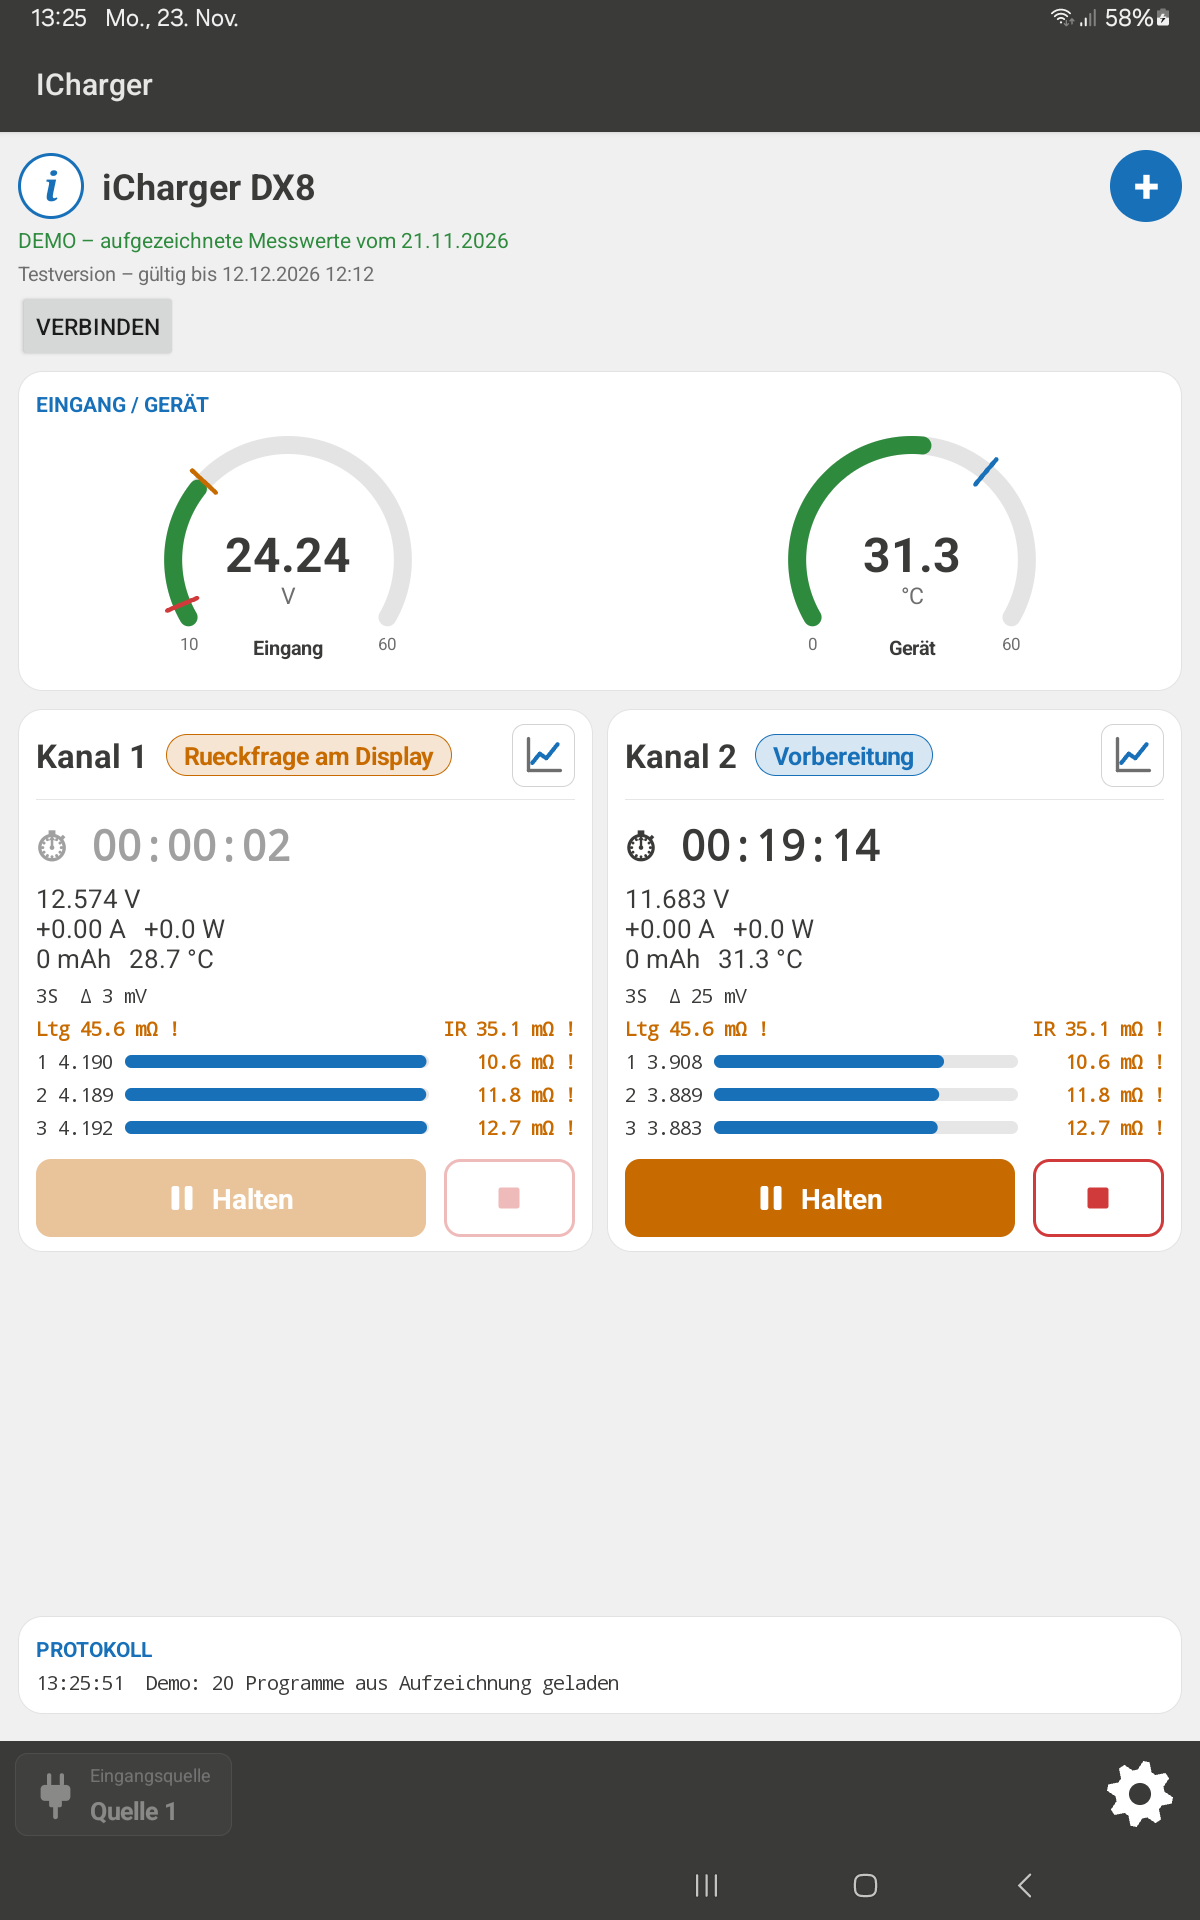 13:25 Mo., 23. Nov. 58%
ICharger
i iCharger DX8
DEMO – aufgezeichnete Messwerte vom 21.11.2026
Testversion – gültig bis 12.12.2026 12:12
VERBINDEN
EINGANG / GERÄT
24.24
V
10 Eingang 60
31.3
°C
0 Gerät 60
Kanal 1 Rueckfrage am Display
00:00:02
12.574 V
+0.00 A +0.0 W
0 mAh 28.7 °C
3S Δ 3 mV
Ltg 45.6 mΩ ! IR 35.1 mΩ !
1 4.190 10.6 mΩ !
2 4.189 11.8 mΩ !
3 4.192 12.7 mΩ !
Halten
Kanal 2 Vorbereitung
00:19:14
11.683 V
+0.00 A +0.0 W
0 mAh 31.3 °C
3S Δ 25 mV
Ltg 45.6 mΩ ! IR 35.1 mΩ !
1 3.908 10.6 mΩ !
2 3.889 11.8 mΩ !
3 3.883 12.7 mΩ !
Halten
PROTOKOLL
13:25:51 Demo: 20 Programme aus Aufzeichnung geladen
Eingangsquelle
Quelle 1